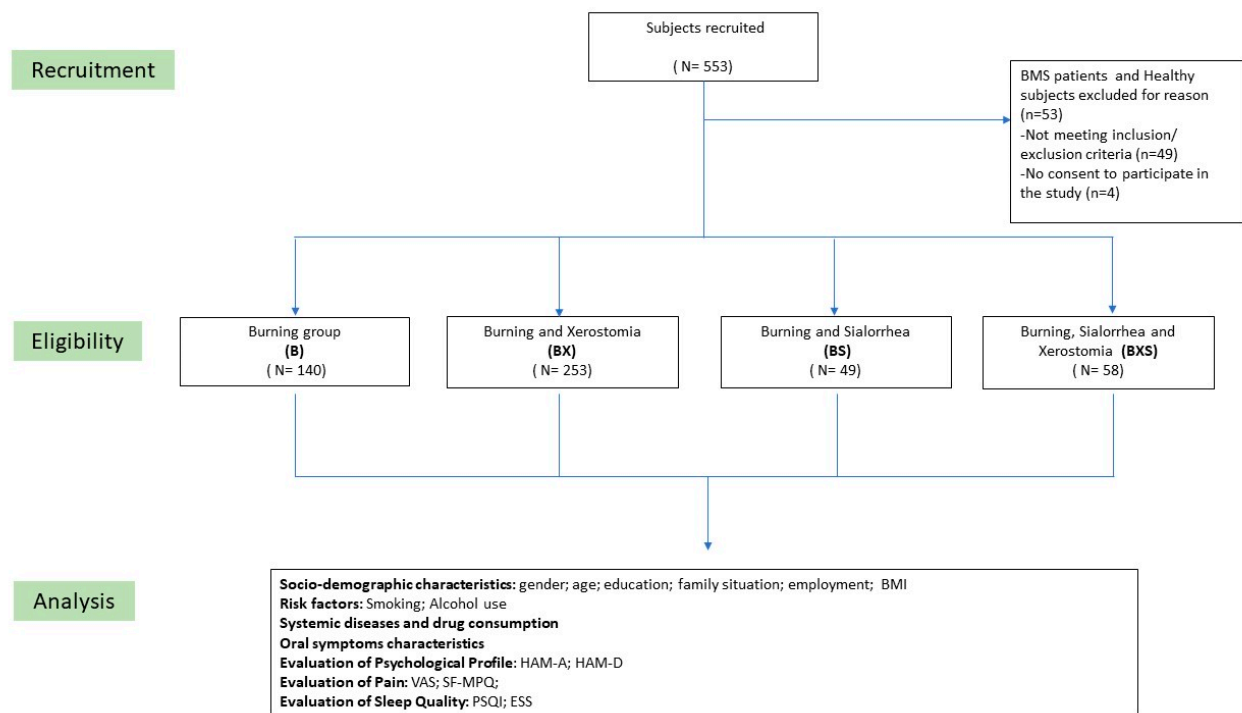 Subjects recruited
( N= 553)
Recruitment
BMS patients and Healthy
subjects excluded for reason
(n=53)
-Not meeting inclusion/
exclusion criteria (n=49)
-No consent to participate in
the study (n=4)
Eligibility
Burning group
(B)
( N= 140)
Burning and Xerostomia
(BX)
( N= 253)
Burning and Sialorrhea
(BS)
( N= 49)
Burning, Sialorrhea and
Xerostomia (BXS)
( N= 58)
Analysis
Socio-demographic characteristics: gender; age; education; family situation; employment; BMI
Risk factors: Smoking; Alcohol use
Systemic diseases and drug consumption
Oral symptoms characteristics
Evaluation of Psychological Profile: HAM-A; HAM-D
Evaluation of Pain: VAS; SF-MPQ;
Evaluation of Sleep Quality: PSQI; ESS